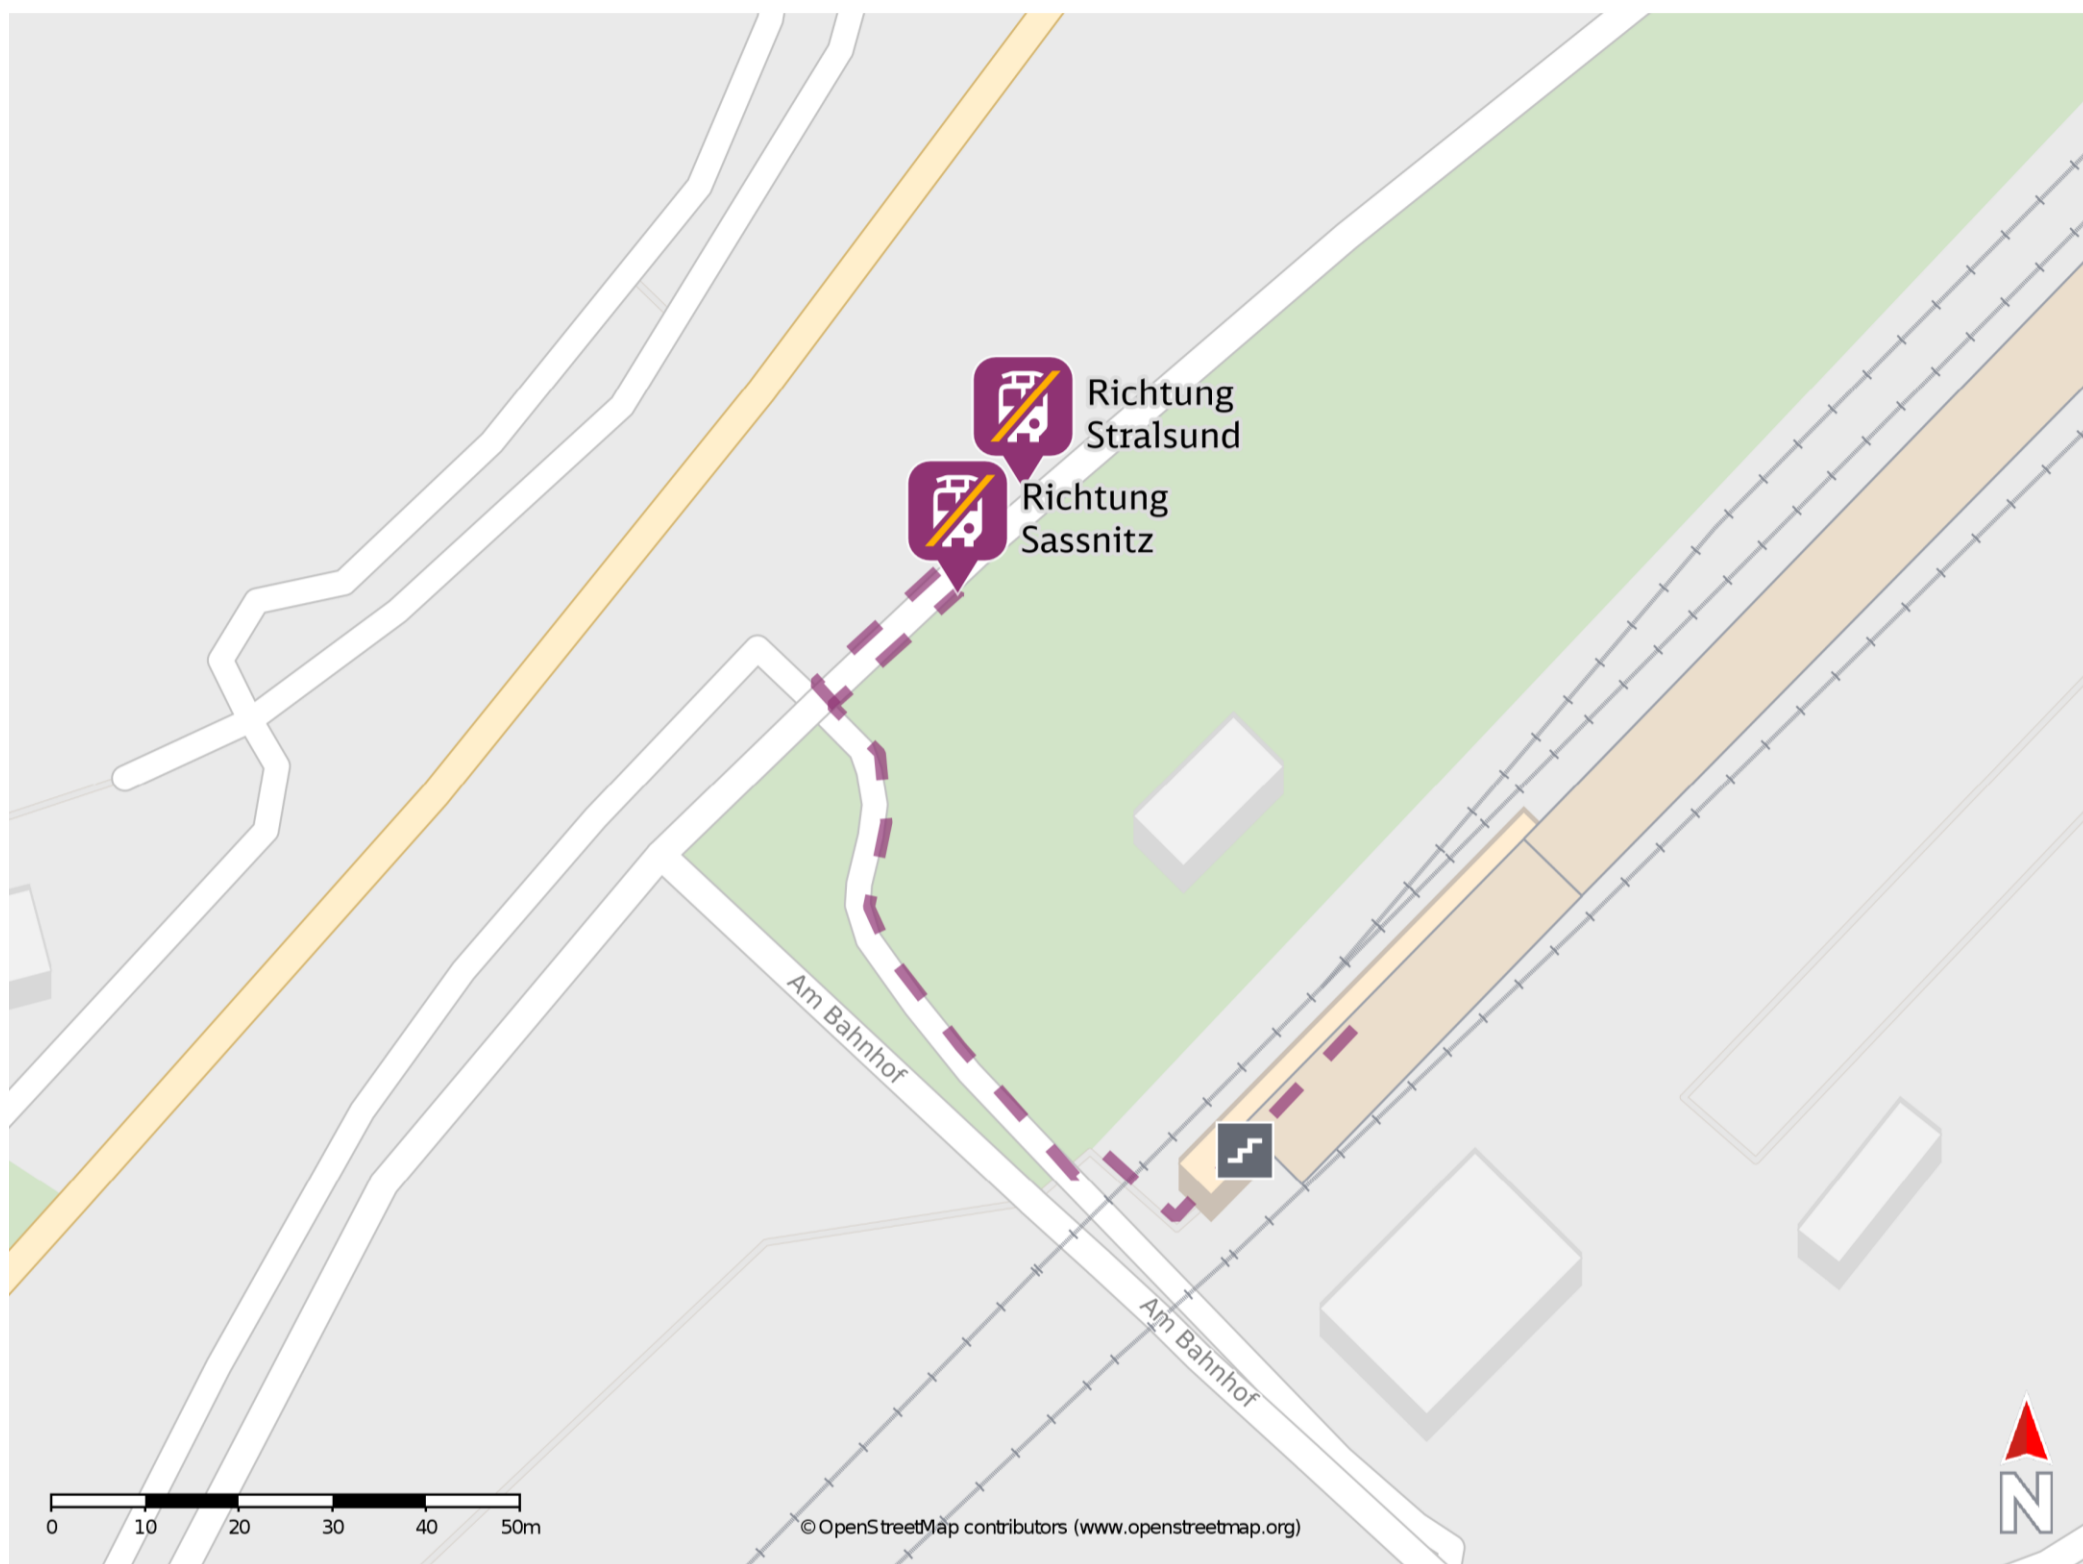 Richtung
Stralsund
Richtung
Sassnitz
Am Bahnhof
Am Bahnhof
0 10 20 30 40 50m
© OpenStreetMap contributors (www.openstreetmap.org)
N